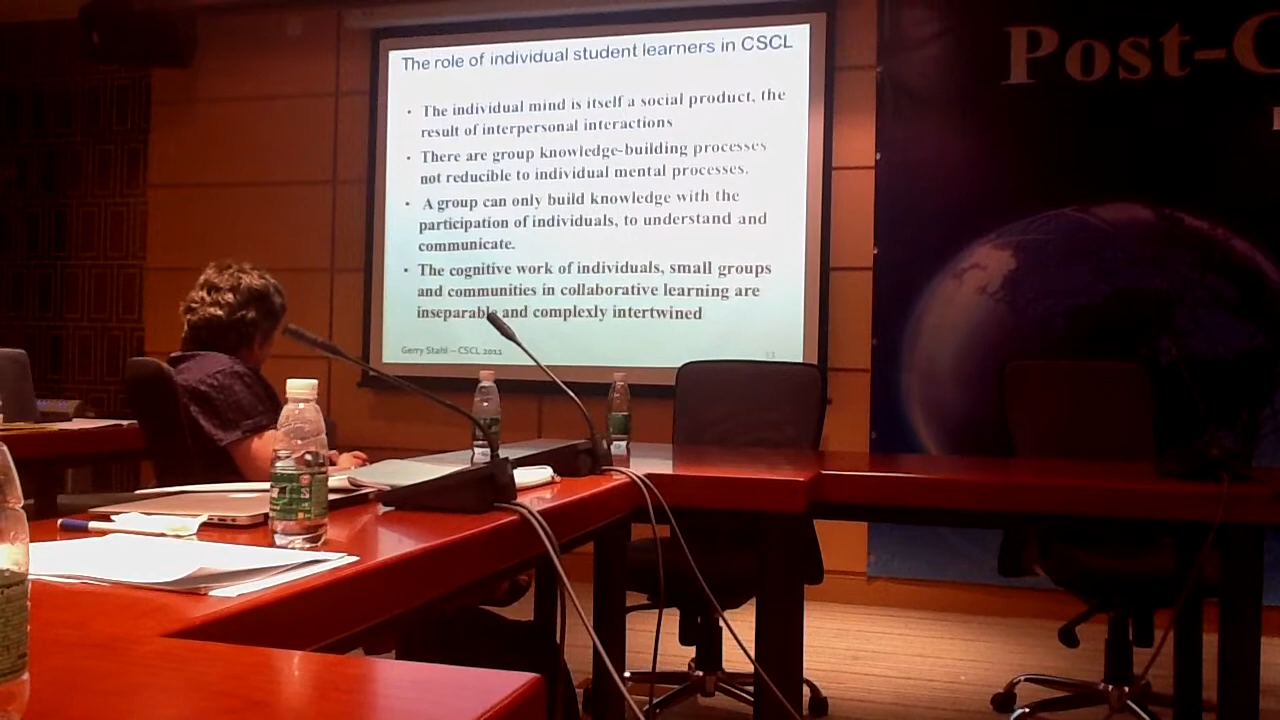 The role of individual student learners in CSCL
• The individual mind is itself a social product, the
result of interpersonal interactions
• There are group knowledge-building processes
not reducible to individual mental processes.
• A group can only build knowledge with the
participation of individuals, to understand and
communicate.
• The cognitive work of individuals, small groups
and communities in collaborative learning are
inseparable and complexly intertwined
Gerry Stahl – CSCL 2011
Post-